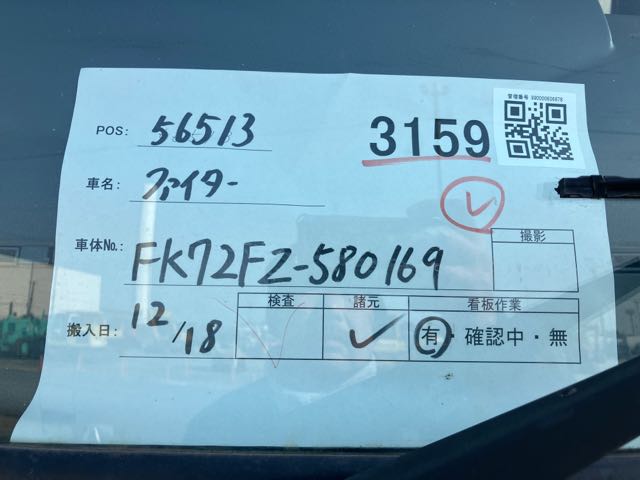 管理番号 990000606978
POS: 56513
3159
車名: ファイター
撮影
車体No.: FK72FZ-580169
検査 諸元 看板作業
搬入日: 12/18
有・確認中・無